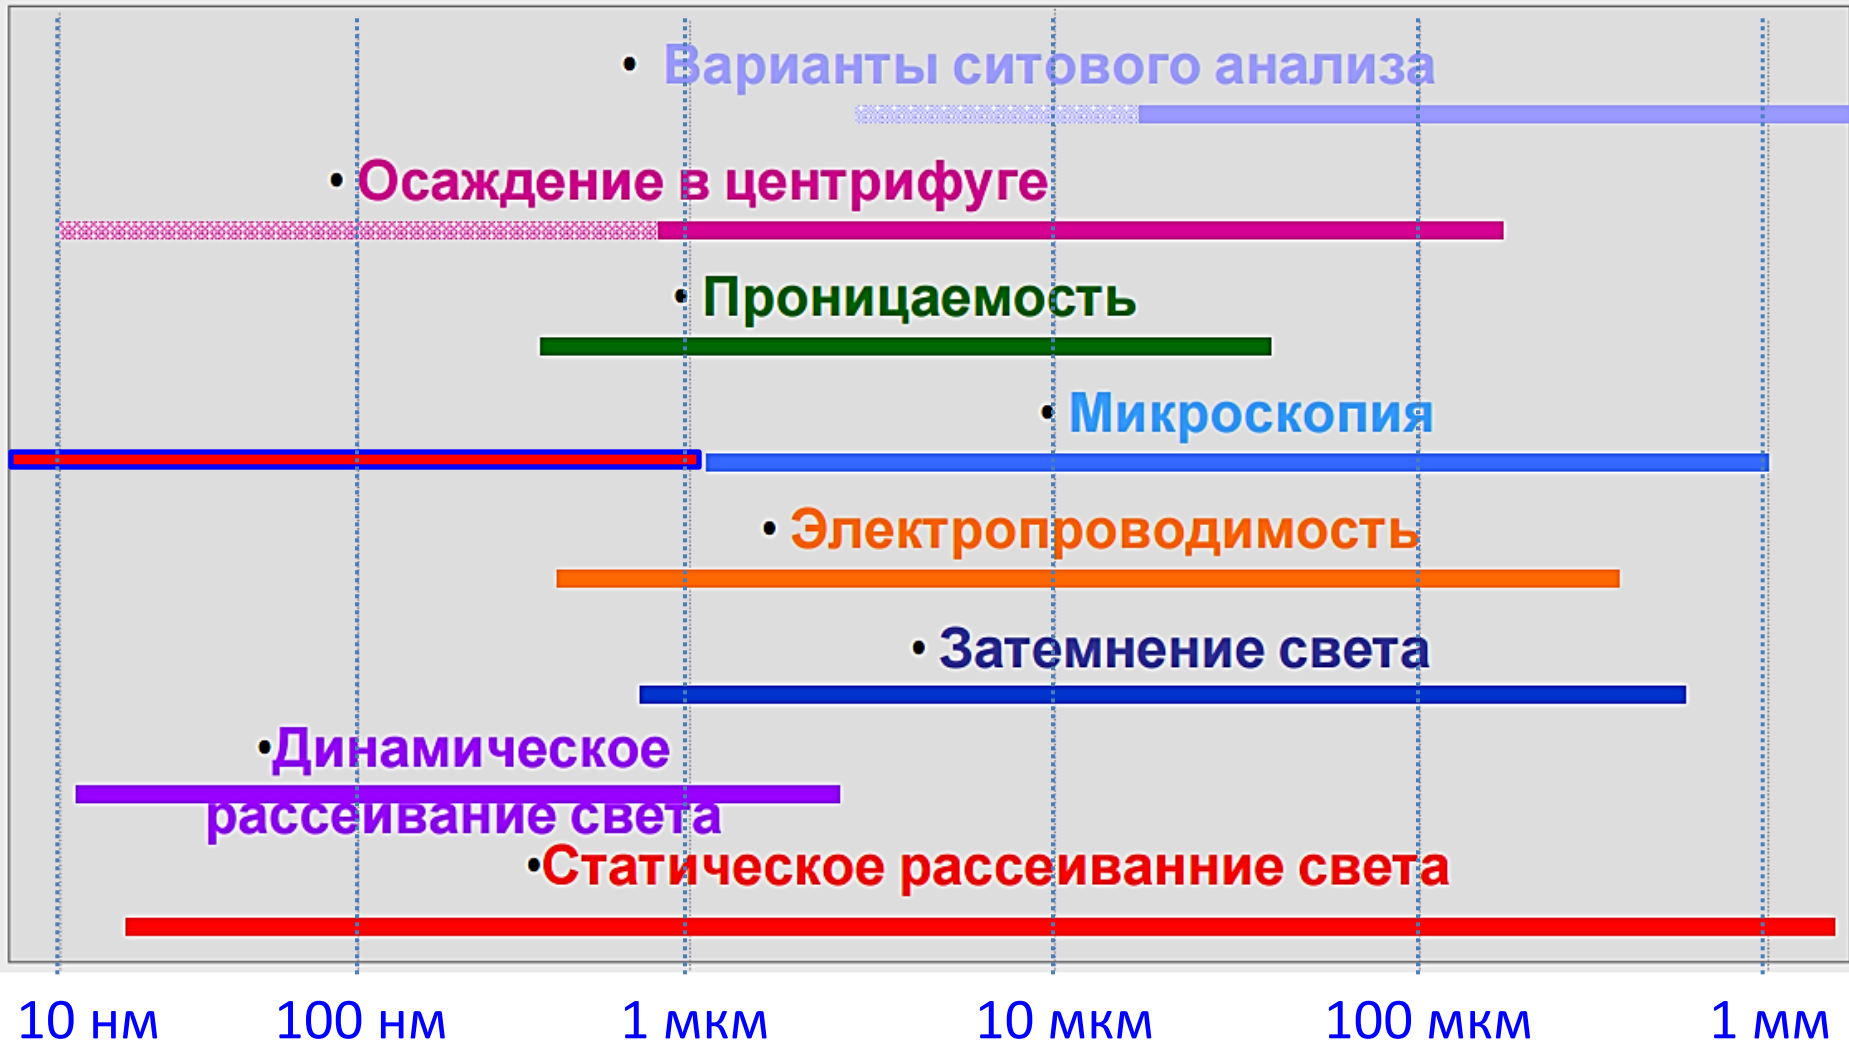 • Варианты ситового анализа
• Осаждение в центрифуге
• Проницаемость
• Микроскопия
• Электропроводимость
• Затемнение света
•Динамическое
рассеивание света
•Статическое рассеиванние света
10 нм 100 нм 1 мкм 10 мкм 100 мкм 1 мм